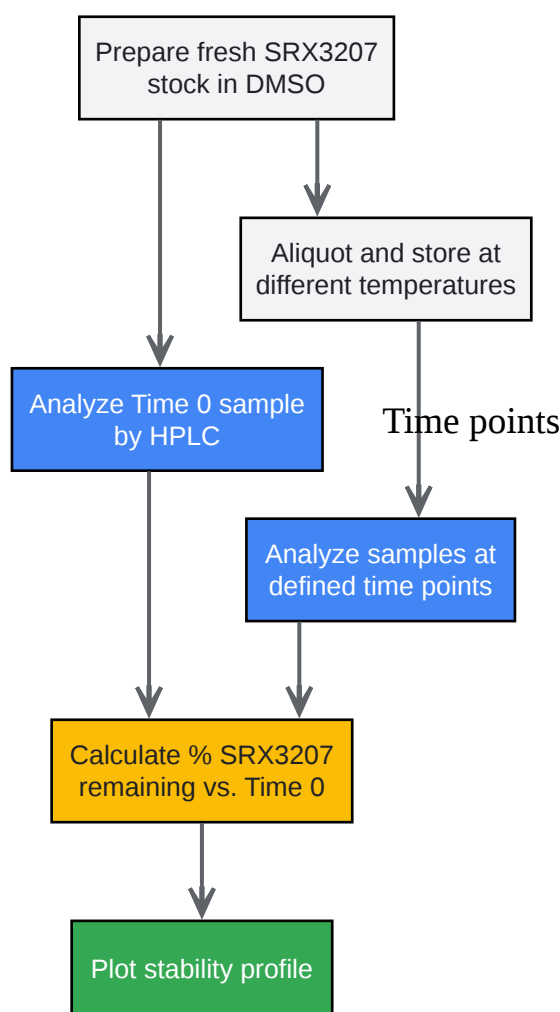 Prepare fresh SRX3207
stock in DMSO
Aliquot and store at
different temperatures
Analyze Time 0 sample
by HPLC
Time points
Analyze samples at
defined time points
Calculate % SRX3207
remaining vs. Time 0
Plot stability profile